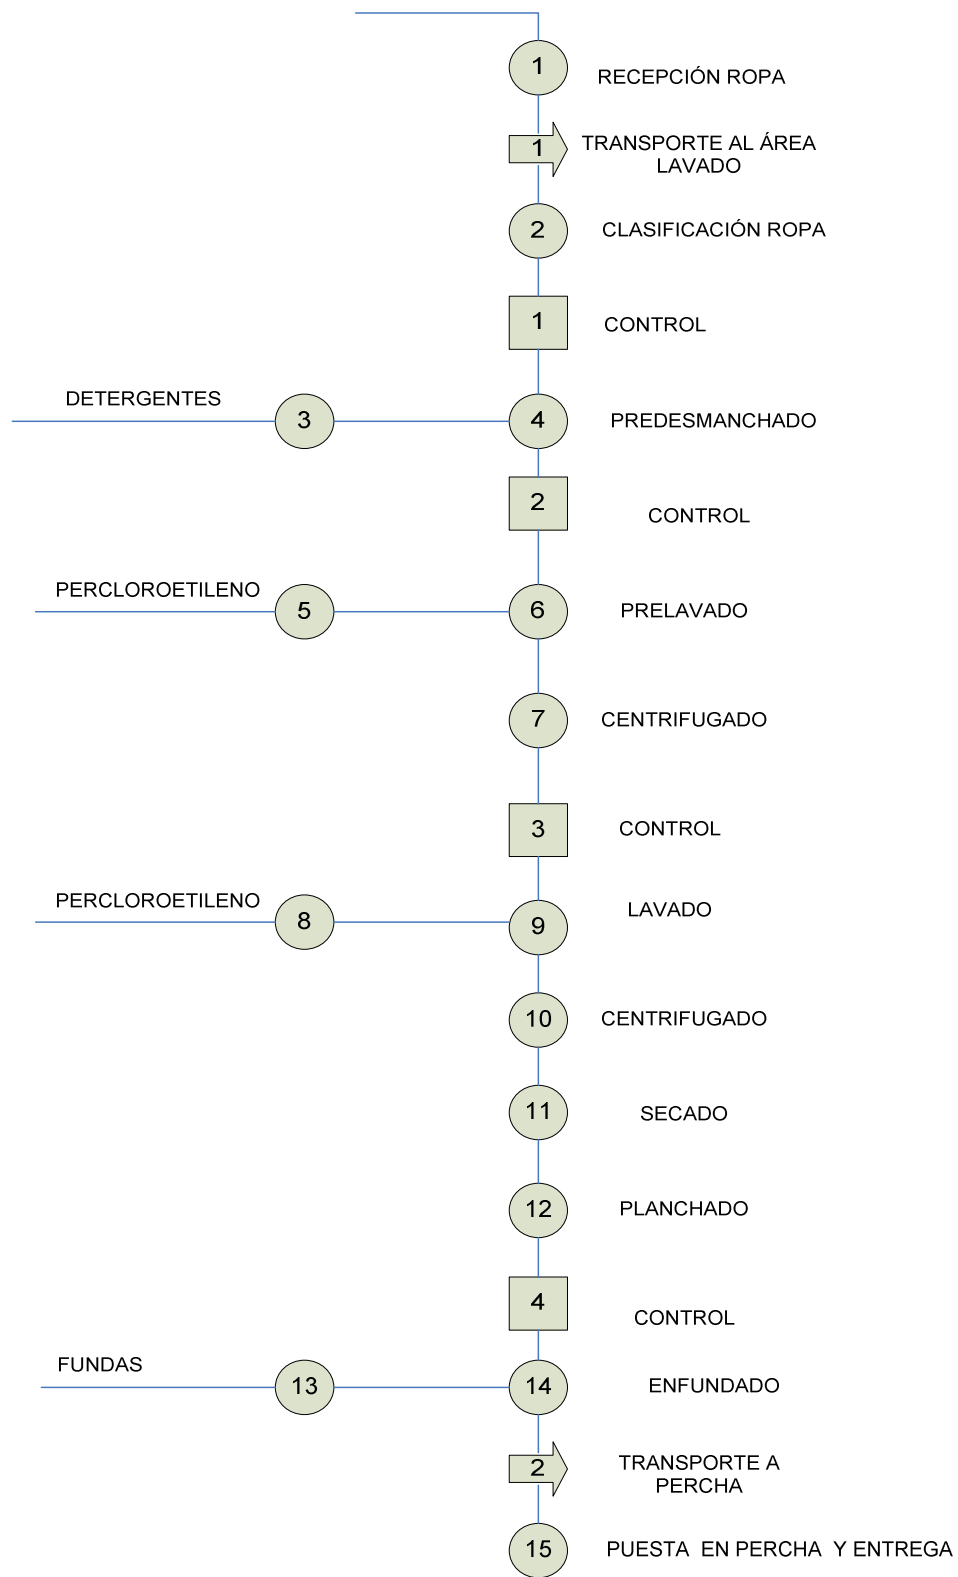 1
RECEPCIÓN ROPA
1
TRANSPORTE AL ÁREA
LAVADO
2
CLASIFICACIÓN ROPA
1
CONTROL
DETERGENTES
3
4
PREDESMANCHADO
2
CONTROL
PERCLOROETILENO
5
6
PRELAVADO
7
CENTRIFUGADO
3
CONTROL
PERCLOROETILENO
8
9
LAVADO
10
CENTRIFUGADO
11
SECADO
12
PLANCHADO
4
CONTROL
FUNDAS
13
14
ENFUNDADO
2
TRANSPORTE A
PERCHA
15
PUESTA EN PERCHA Y ENTREGA